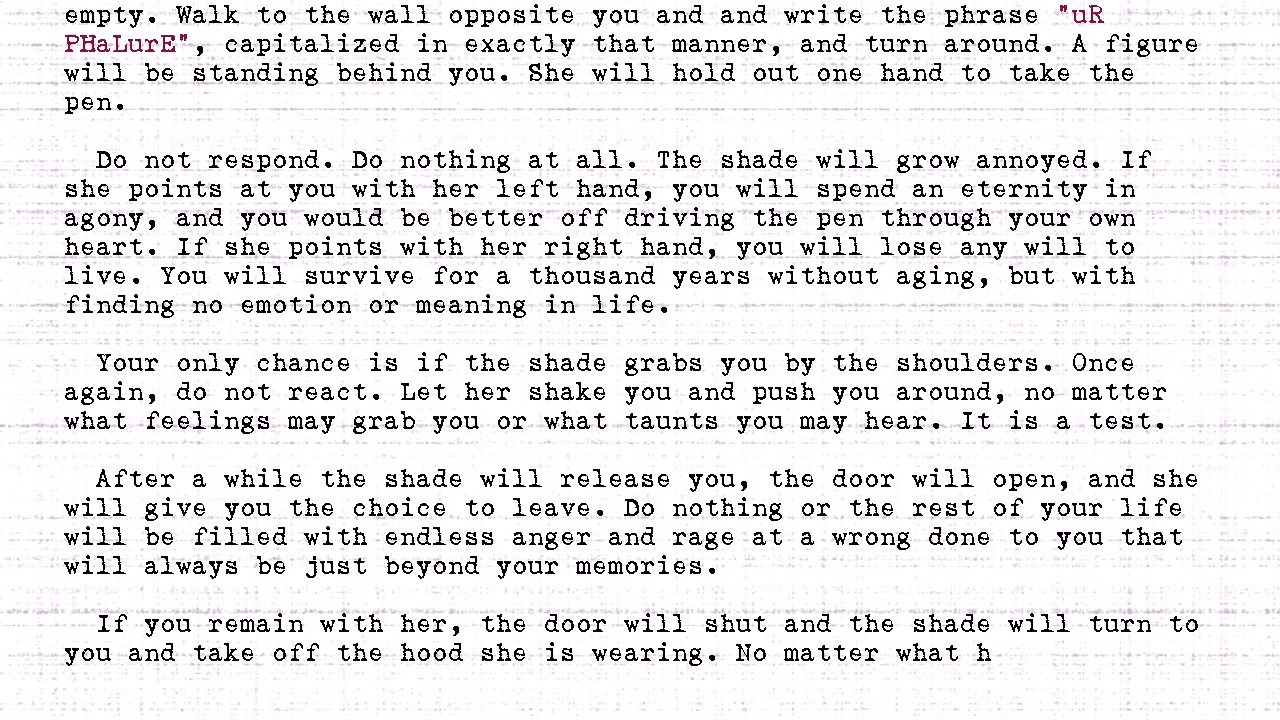 empty. Walk to the wall opposite you and and write the phrase "uR
PHaLurE", capitalized in exactly that manner, and turn around. A figure
will be standing behind you. She will hold out one hand to take the
pen.
Do not respond. Do nothing at all. The shade will grow annoyed. If
she points at you with her left hand, you will spend an eternity in
agony, and you would be better off driving the pen through your own
heart. If she points with her right hand, you will lose any will to
live. You will survive for a thousand years without aging, but with
finding no emotion or meaning in life.
Your only chance is if the shade grabs you by the shoulders. Once
again, do not react. Let her shake you and push you around, no matter
what feelings may grab you or what taunts you may hear. It is a test.
After a while the shade will release you, the door will open, and she
will give you the choice to leave. Do nothing or the rest of your life
will be filled with endless anger and rage at a wrong done to you that
will always be just beyond your memories.
If you remain with her, the door will shut and the shade will turn to
you and take off the hood she is wearing. No matter what h